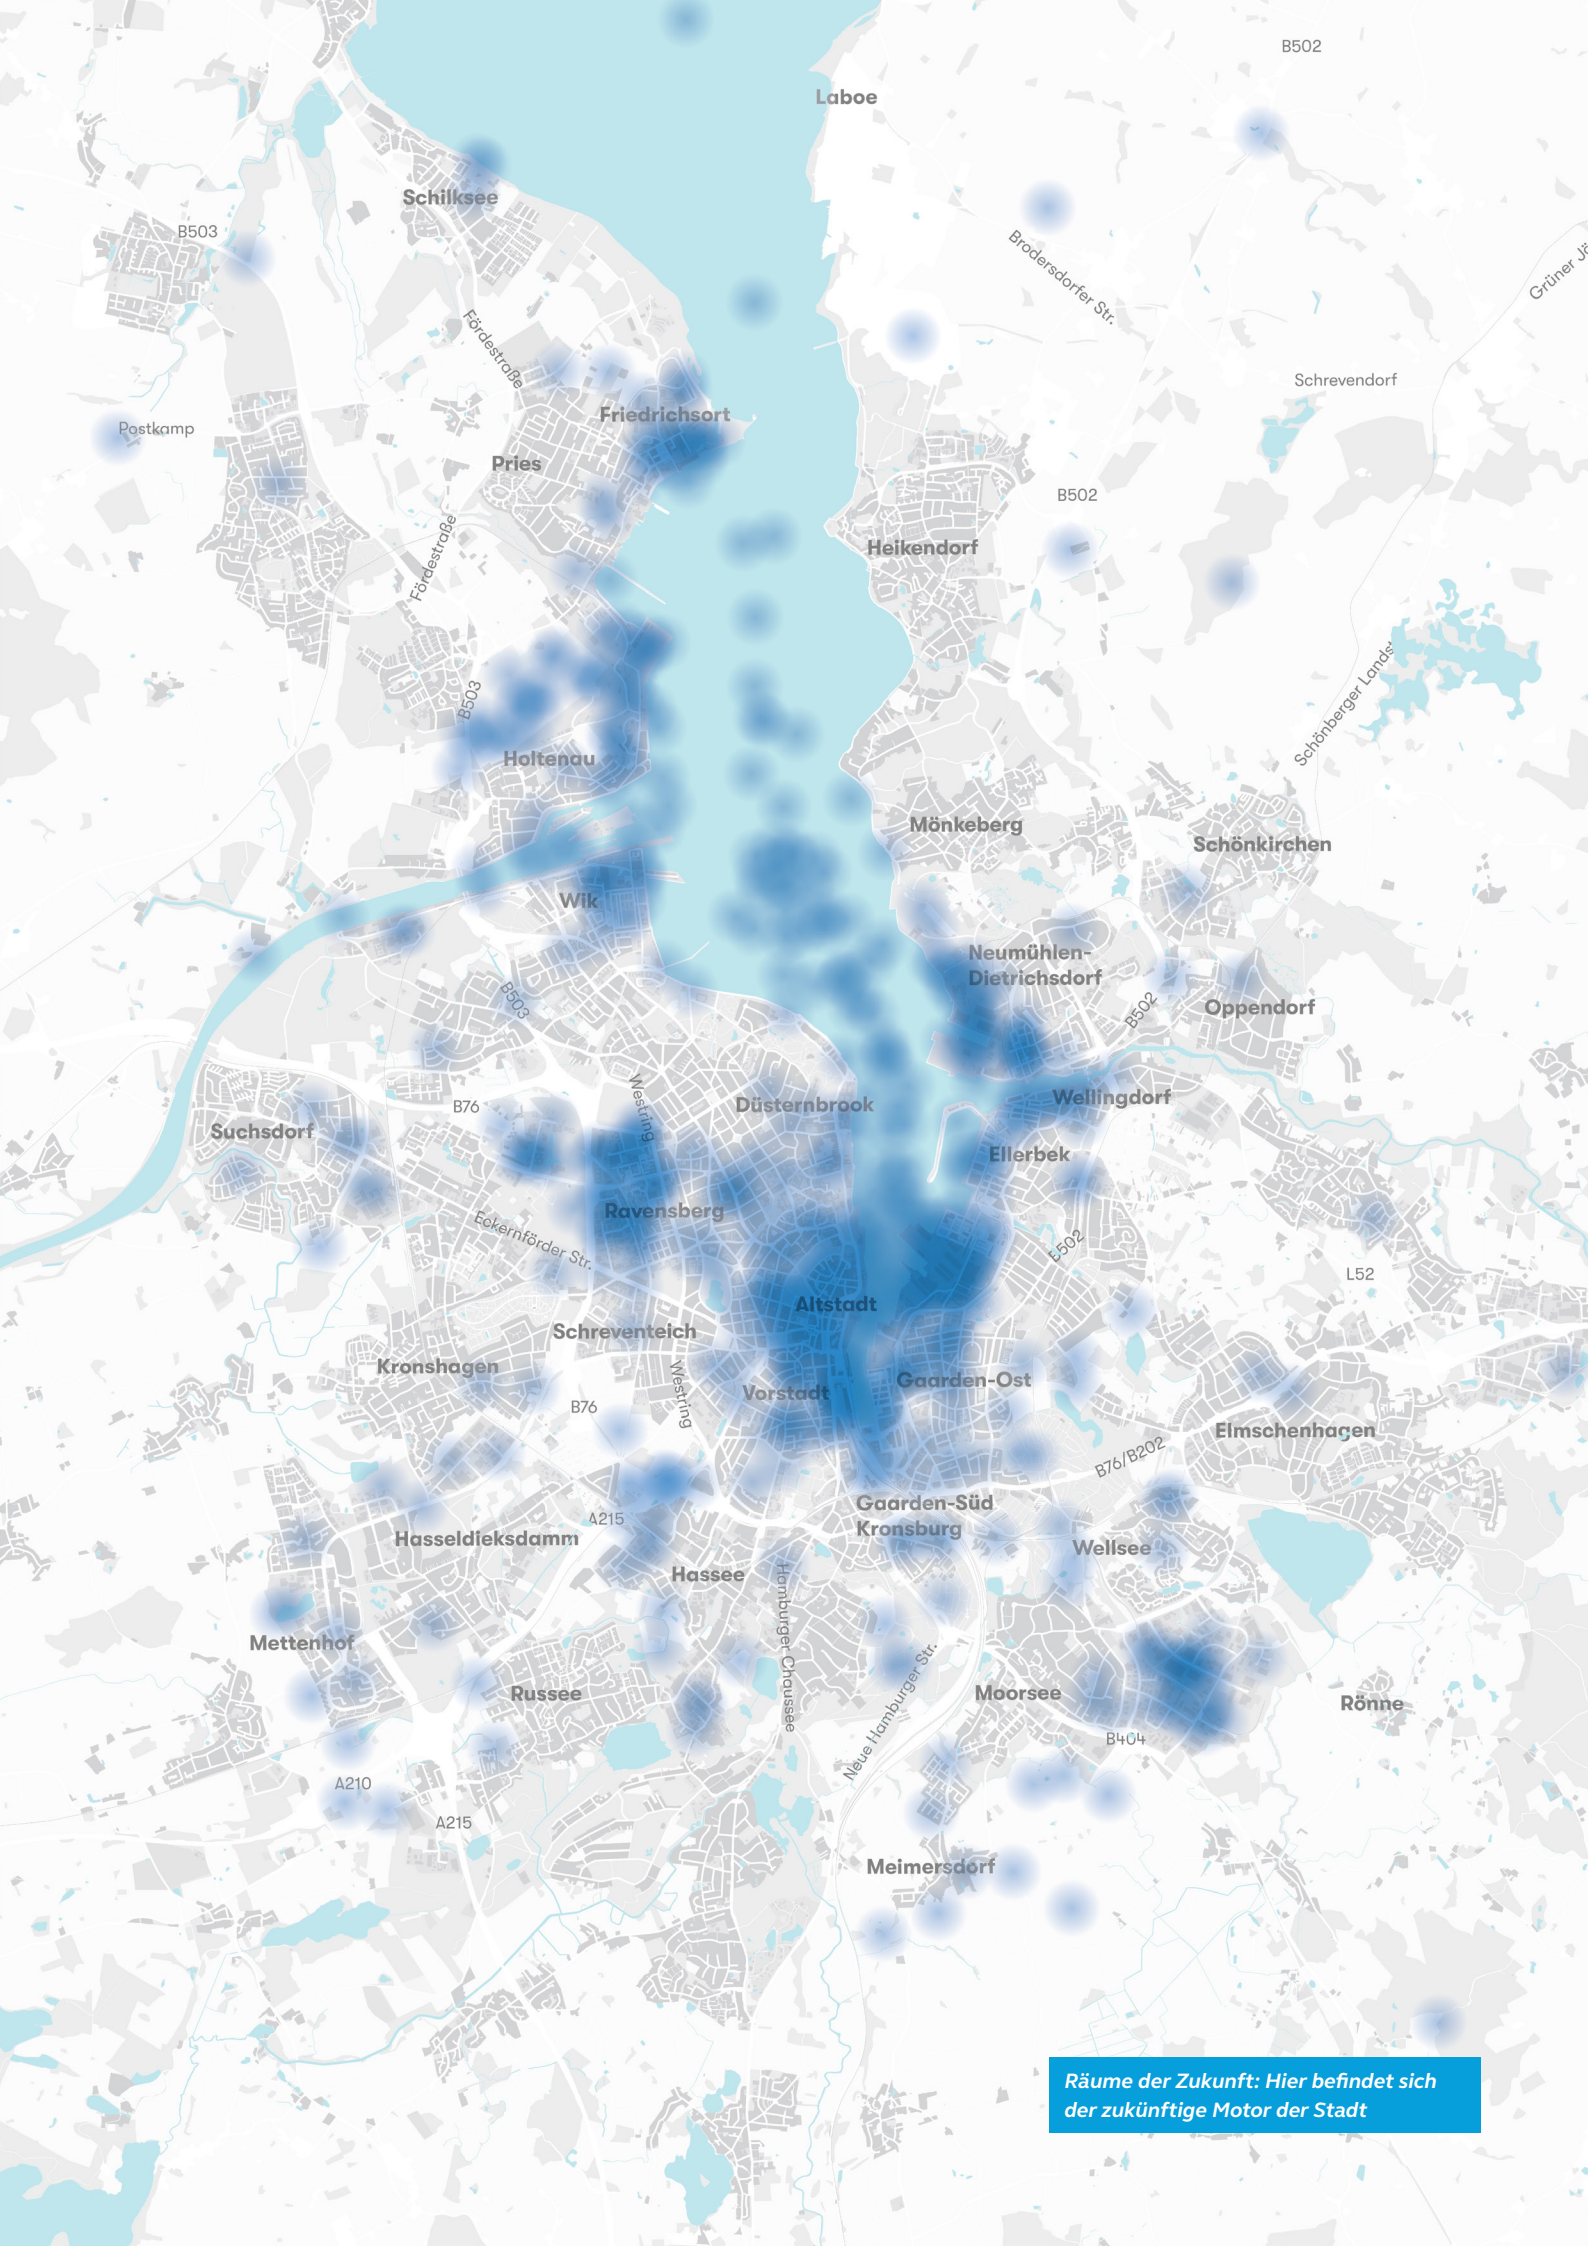 B502
Laboe
Schilksee
B503
Brodersdorfer Str.
Grüner Jä
Fördestraße
Schrevendorf
Friedrichsort
Postkamp
Pries
B502
Heikendorf
Fördestraße
Schönberger Landst
B503
Holtenau
Mönkeberg
Schönkirchen
Wik
Neumühlen-
Dietrichsdorf
B503
B502
Oppendorf
Westring
B76
Düsternbrook
Wellingdorf
Suchsdorf
Ellerbek
Ravensberg
Eckernförder Str.
B502
L52
Altstadt
Schreventeich
Kronshagen
Westring
Vorstadt
Gaarden-Ost
B76
Elmschenhagen
B76/B202
Gaarden-Süd
Kronsburg
A215
Hasseldieksdamm
Wellsee
Hassee
Hamburger Chaussee
Mettenhof
Neue Hamburger Str.
Russee
Moorsee
Rönne
B404
A210
A215
Meimersdorf
Räume der Zukunft: Hier befindet sich
der zukünftige Motor der Stadt